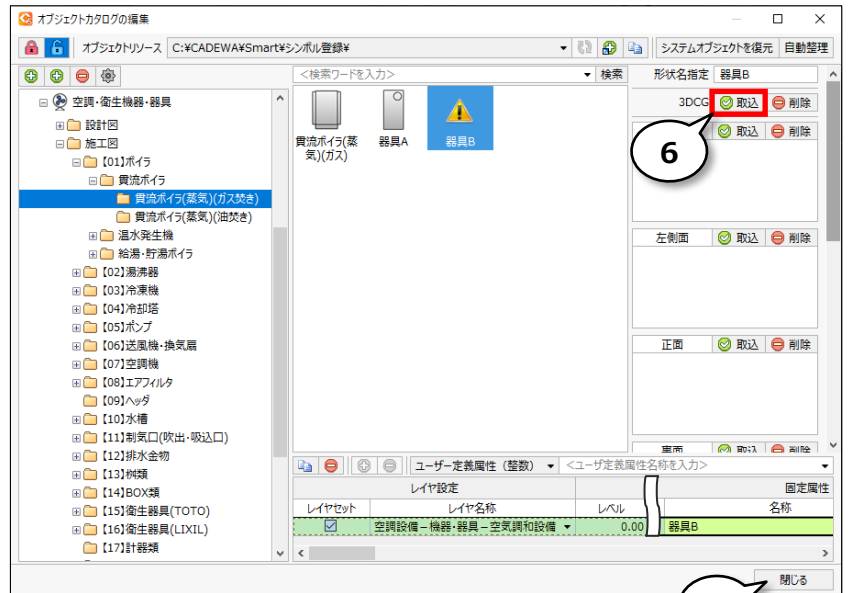 オブジェクトカタログの編集
オブジェクトリソース C:¥CADEWA¥Smart¥シンボル登録¥ システムオブジェクトを復元 自動整理
<検索ワードを入力> 検索 形状名指定 器具B
空調･衛生機器･器具
設計図
施工図
【01】ボイラ
貫流ボイラ
貫流ボイラ(蒸気)(ガス焚き)
貫流ボイラ(蒸気)(油焚き)
温水発生機
給湯･貯湯ボイラ
【02】湯沸器
【03】冷凍機
【04】冷却塔
【05】ポンプ
【06】送風機･換気扇
【07】空調機
【08】エアフィルタ
【09】ヘッダ
【10】水槽
【11】制気口(吹出･吸込口)
【12】排水金物
【13】桝類
【14】BOX類
【15】衛生器具(TOTO)
【16】衛生器具(LIXIL)
【17】計器類
貫流ボイラ(蒸
気)(ガス)
器具A
器具B
3DCG 取込 削除
6
取込 削除
左側面 取込 削除
正面 取込 削除
裏面 取込 削除
ユーザー定義属性（整数） <ユーザ定義属性名称を入力>
レイヤ設定 固定属性
レイヤセット レイヤ名称 レベル 名称
空調設備－機器･器具－空気調和設備 0.00 器具B
閉じる